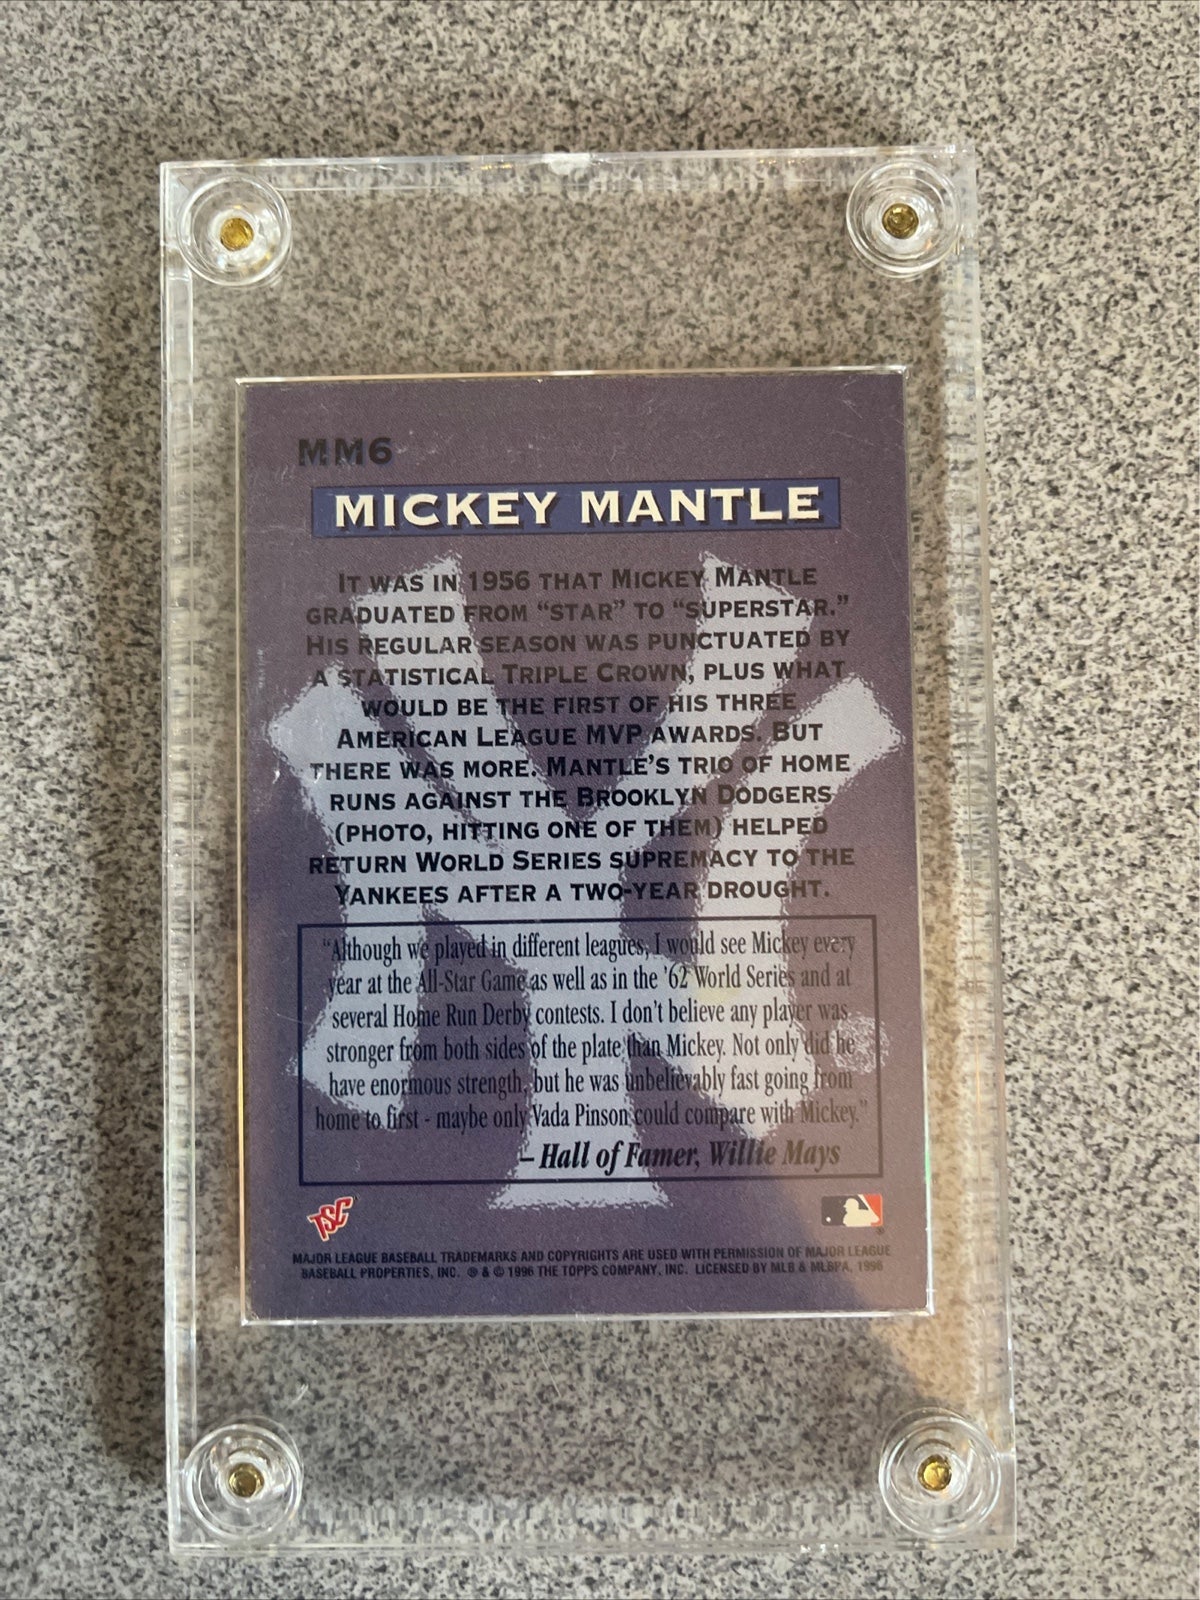 MM6
MICKEY MANTLE
IT WAS IN 1956 THAT MICKEY MANTLE
GRADUATED FROM “STAR” TO “SUPERSTAR.”
HIS REGULAR SEASON WAS PUNCTUATED BY
A STATISTICAL TRIPLE CROWN, PLUS WHAT
WOULD BE THE FIRST OF HIS THREE
AMERICAN LEAGUE MVP AWARDS. BUT
THERE WAS MORE. MANTLE’S TRIO OF HOME
RUNS AGAINST THE BROOKLYN DODGERS
(PHOTO, HITTING ONE OF THEM) HELPED
RETURN WORLD SERIES SUPREMACY TO THE
YANKEES AFTER A TWO-YEAR DROUGHT.
“Although we played in different leagues, I would see Mickey every
year at the All-Star Game as well as in the ’62 World Series and at
several Home Run Derby contests. I don’t believe any player was
stronger from both sides of the plate than Mickey. Not only did he
have enormous strength, but he was unbelievably fast going from
home to first - maybe only Vada Pinson could compare with Mickey.”
– Hall of Famer, Willie Mays
TSC
MAJOR LEAGUE BASEBALL TRADEMARKS AND COPYRIGHTS ARE USED WITH PERMISSION OF MAJOR LEAGUE
BASEBALL PROPERTIES, INC. ® & © 1996 THE TOPPS COMPANY, INC. LICENSED BY MLB & MLBPA, 1996